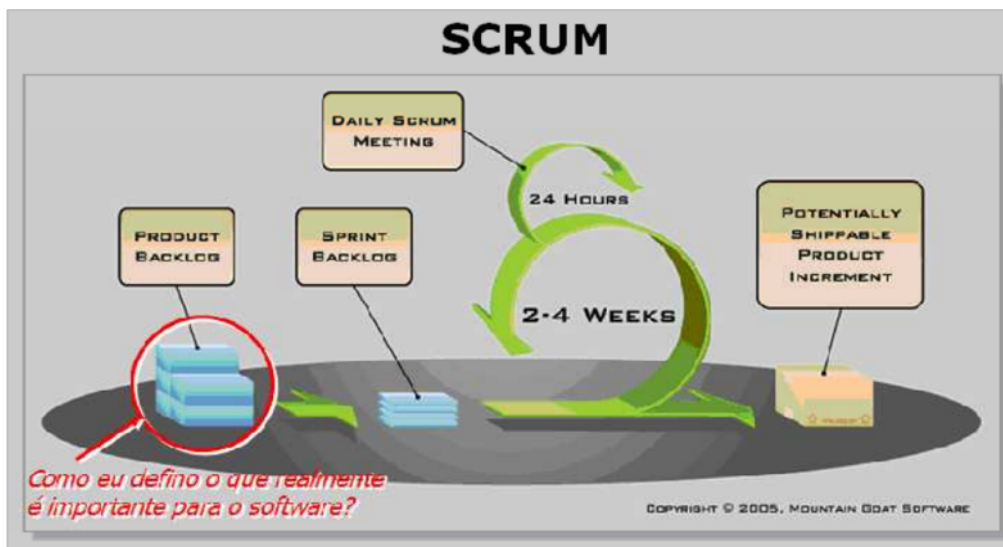 SCRUM
DAILY SCRUM
MEETING
24 HOURS
POTENTIALLY
SHIPPABLE
PRODUCT
INCREMENT
PRODUCT
BACKLOG
SPRINT
BACKLOG
2-4 WEEKS
Como eu defino o que realmente
é importante para o software?
COPYRIGHT © 2005, MOUNTAIN GOAT SOFTWARE